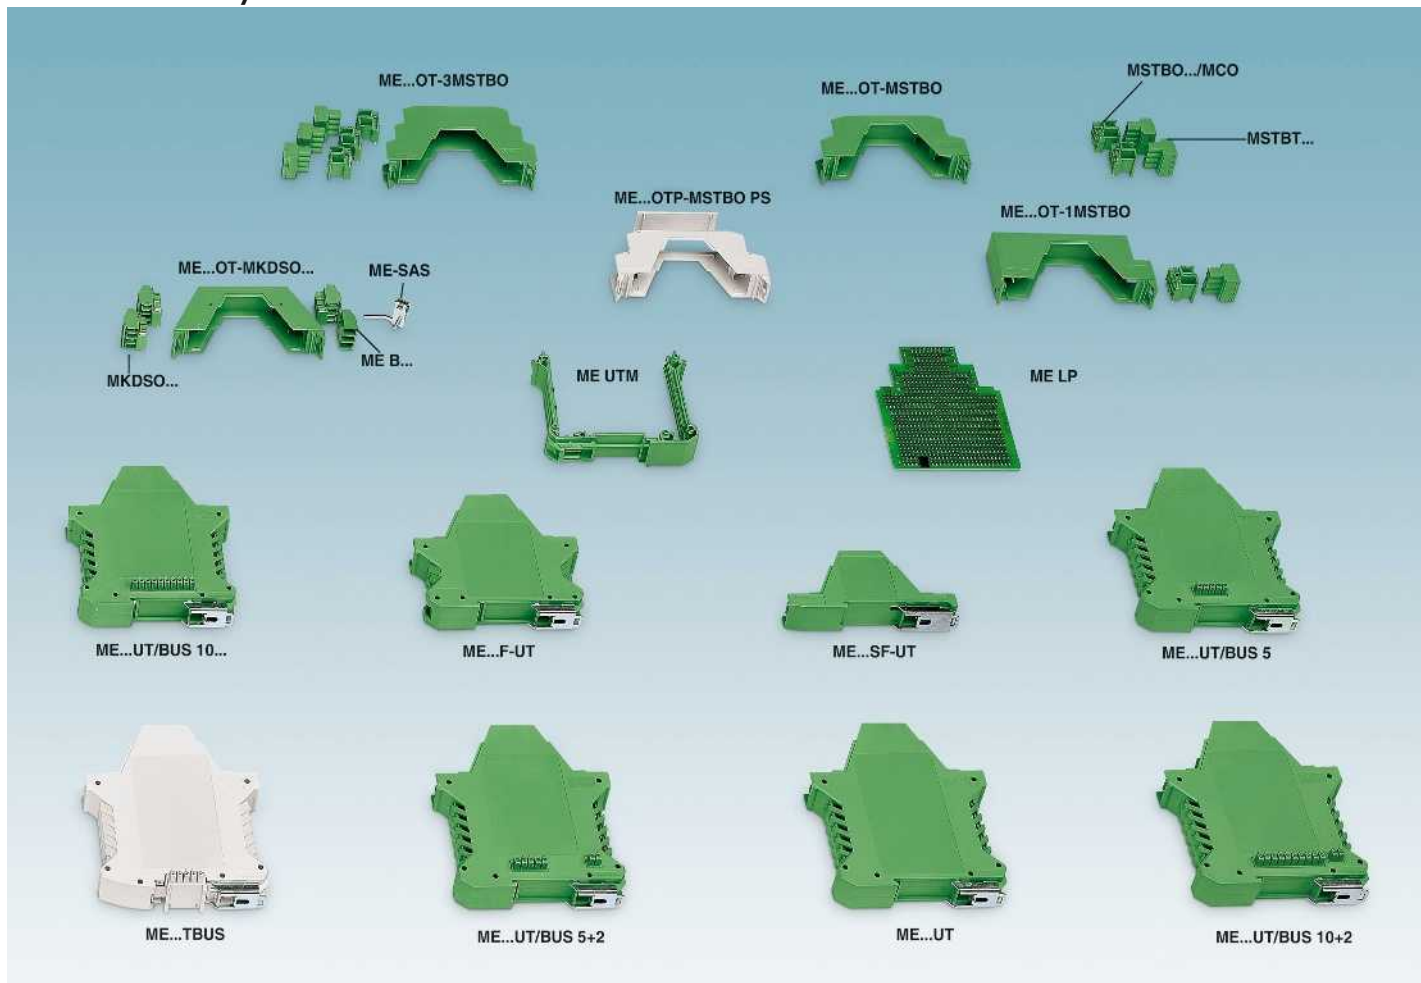 ME...OT-3MSTBO
ME...OT-MSTBO
MSTBO.../MCO
MSTBT...
ME...OTP-MSTBO PS
ME...OT-1MSTBO
ME...OT-MKDSO...
ME-SAS
ME B...
MKDSO...
ME UTM
ME LP
ME...UT/BUS 10...
ME...F-UT
ME...SF-UT
ME...UT/BUS 5
ME...TBUS
ME...UT/BUS 5+2
ME...UT
ME...UT/BUS 10+2